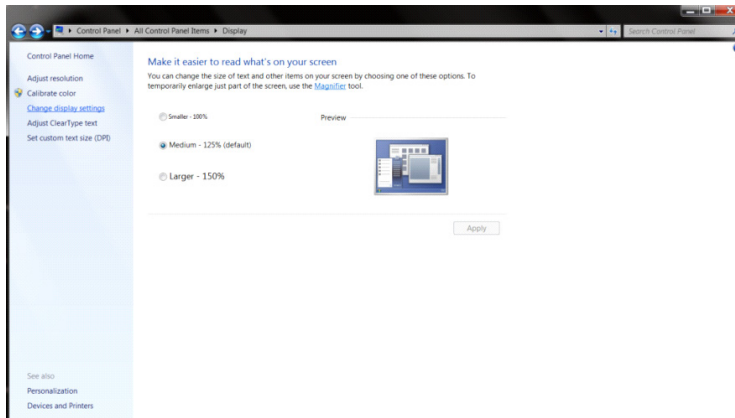 Control Panel
All Control Panel Items
Display
Search Control Panel
Control Panel Home
Adjust resolution
Calibrate color
Change display settings
Adjust ClearType text
Set custom text size (DPI)
Make it easier to read what's on your screen
You can change the size of text and other items on your screen by choosing one of these options. To
temporarily enlarge just part of the screen, use the Magnifier tool.
Smaller - 100%
Preview
Medium - 125% (default)
Larger - 150%
Apply
See also
Personalization
Devices and Printers